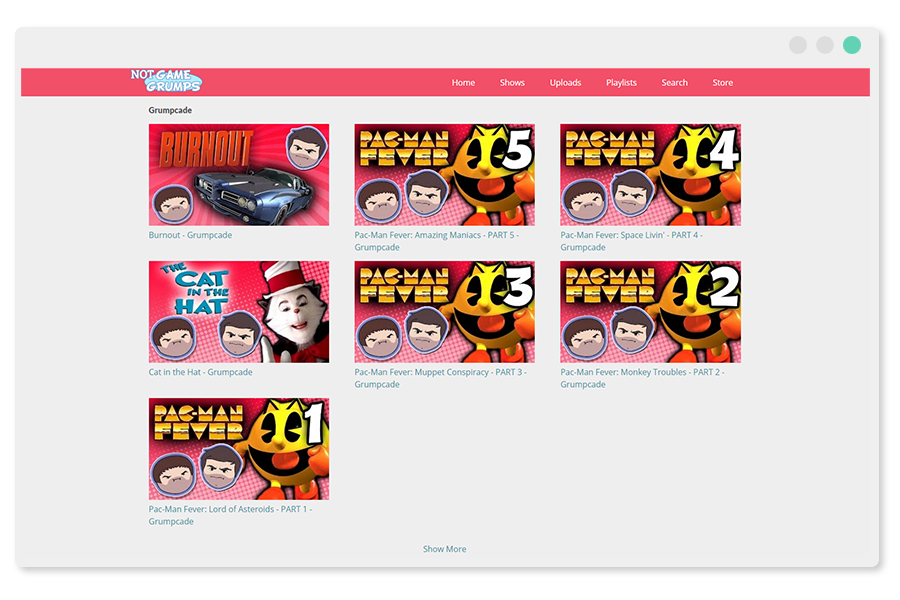 NOT GAME
GRUMPS
Home Shows Uploads Playlists Search Store
Grumpcade
BURNOUT
Burnout - Grumpcade
PAC-MAN
FEVER
5
Pac-Man Fever: Amazing Maniacs - PART 5 -
Grumpcade
PAC-MAN
FEVER
4
Pac-Man Fever: Space Livin' - PART 4 -
Grumpcade
THE
CAT
IN THE
HAT
Cat in the Hat - Grumpcade
PAC-MAN
FEVER
3
Pac-Man Fever: Muppet Conspiracy - PART 3 -
Grumpcade
PAC-MAN
FEVER
2
Pac-Man Fever: Monkey Troubles - PART 2 -
Grumpcade
PAC-MAN
FEVER
1
Pac-Man Fever: Lord of Asteroids - PART 1 -
Grumpcade
Show More